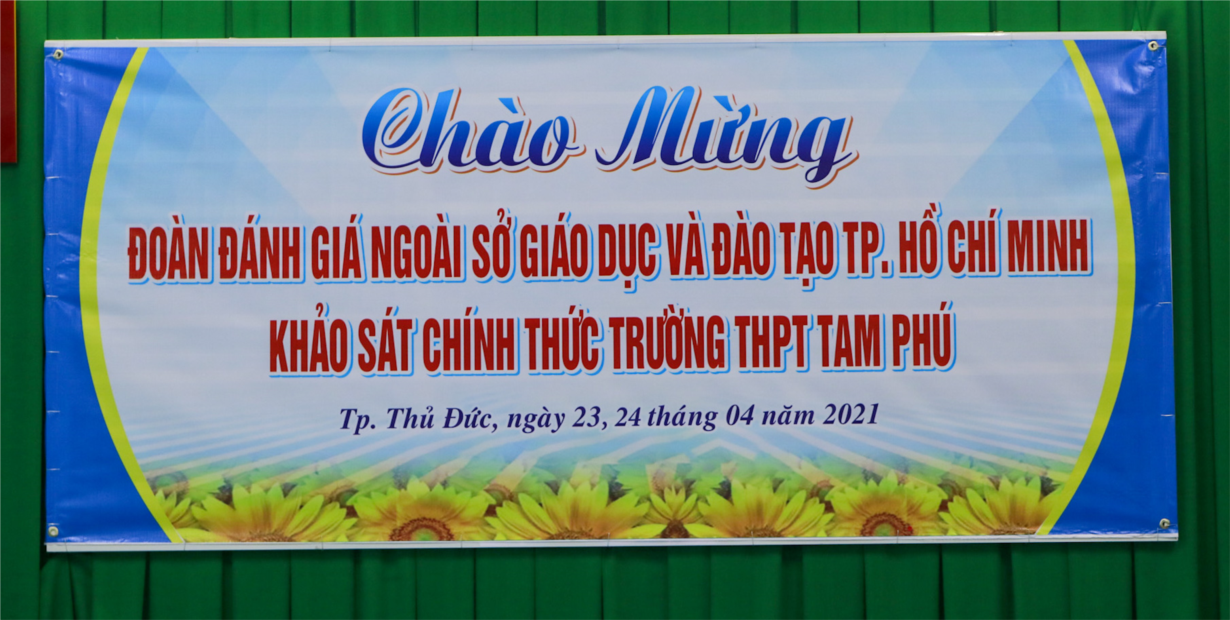 Chào Mừng
ĐOÀN ĐÁNH GIÁ NGOÀI SỞ GIÁO DỤC VÀ ĐÀO TẠO TP. HỒ CHÍ MINH
KHẢO SÁT CHÍNH THỨC TRƯỜNG THPT TAM PHÚ
Tp. Thủ Đức, ngày 23, 24 tháng 04 năm 2021